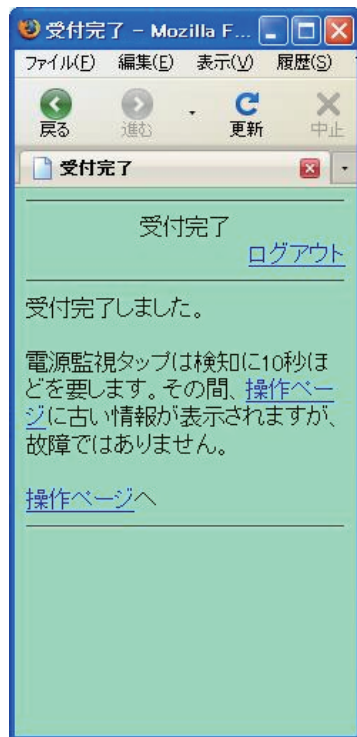 受付完了 - Mozilla F...
ファイル(F) 編集(E) 表示(V) 履歴(S)
戻る 進む 更新 中止
受付完了
受付完了
ログアウト
受付完了しました。
電源監視タップは検知に10秒ほ
どを要します。その間、操作ペー
ジに古い情報が表示されますが、
故障ではありません。
操作ページへ